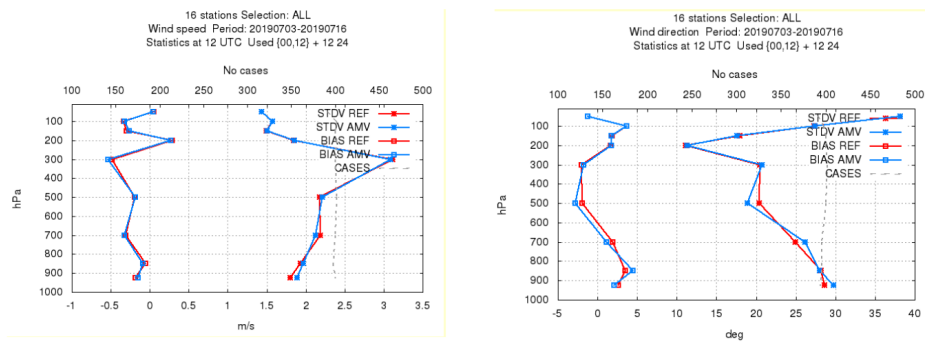 16 stations Selection: ALL
Wind speed Period: 20190703-20190716
Statistics at 12 UTC Used {00,12} + 12 24
No cases
100 150 200 250 300 350 400 450 500
STDV REF
STDV AMV
BIAS REF
BIAS AMV
CASES
hPa
0
100
200
300
400
500
600
700
800
900
1000
-1 -0.5 0 0.5 1 1.5 2 2.5 3 3.5
m/s
16 stations Selection: ALL
Wind direction Period: 20190703-20190716
Statistics at 12 UTC Used {00,12} + 12 24
No cases
100 150 200 250 300 350 400 450 500
STDV REF
STDV AMV
BIAS REF
BIAS AMV
CASES
hPa
0
100
200
300
400
500
600
700
800
900
1000
-5 0 5 10 15 20 25 30 35 40
deg